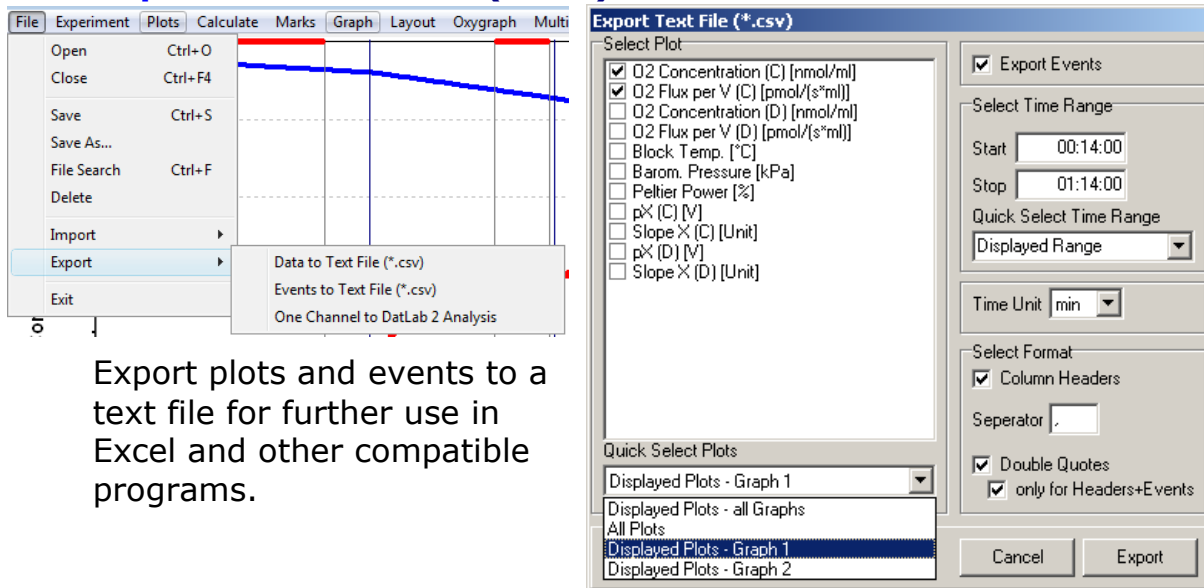 File Experiment Plots Calculate Marks Graph Layout Oxygraph Multi
Open Ctrl+O
Close Ctrl+F4
Save Ctrl+S
Save As...
File Search Ctrl+F
Delete
Import
Export
Exit
Data to Text File (*.csv)
Events to Text File (*.csv)
One Channel to DatLab 2 Analysis
Export plots and events to a
text file for further use in
Excel and other compatible
programs.
Export Text File (*.csv)
Select Plot
O2 Concentration (C) [nmol/ml]
O2 Flux per V (C) [pmol/(s*ml)]
O2 Concentration (D) [nmol/ml]
O2 Flux per V (D) [pmol/(s*ml)]
Block Temp. [°C]
Barom. Pressure [kPa]
Peltier Power [%]
pX (C) [V]
Slope X (C) [Unit]
pX (D) [V]
Slope X (D) [Unit]
Quick Select Plots
Displayed Plots - Graph 1
Displayed Plots - all Graphs
All Plots
Displayed Plots - Graph 1
Displayed Plots - Graph 2
Export Events
Select Time Range
Start 00:14:00
Stop 01:14:00
Quick Select Time Range
Displayed Range
Time Unit min
Select Format
Column Headers
Seperator ,
Double Quotes
only for Headers+Events
Cancel Export